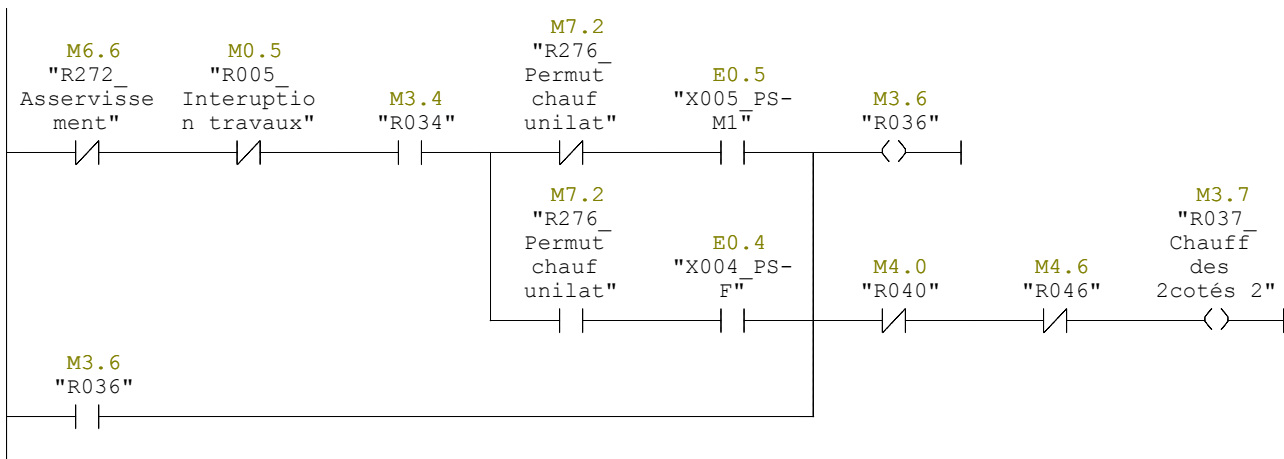 M6.6
"R272_
Asservisse
ment"
M0.5
"R005_
Interuptio
n travaux"
M3.4
"R034"
M7.2
"R276_
Permut
chauf
unilat"
E0.5
"X005_PS-
M1"
M3.6
"R036"
M7.2
"R276_
Permut
chauf
unilat"
E0.4
"X004_PS-
F"
M4.0
"R040"
M4.6
"R046"
M3.7
"R037_
Chauff
des
2cotés 2"
M3.6
"R036"